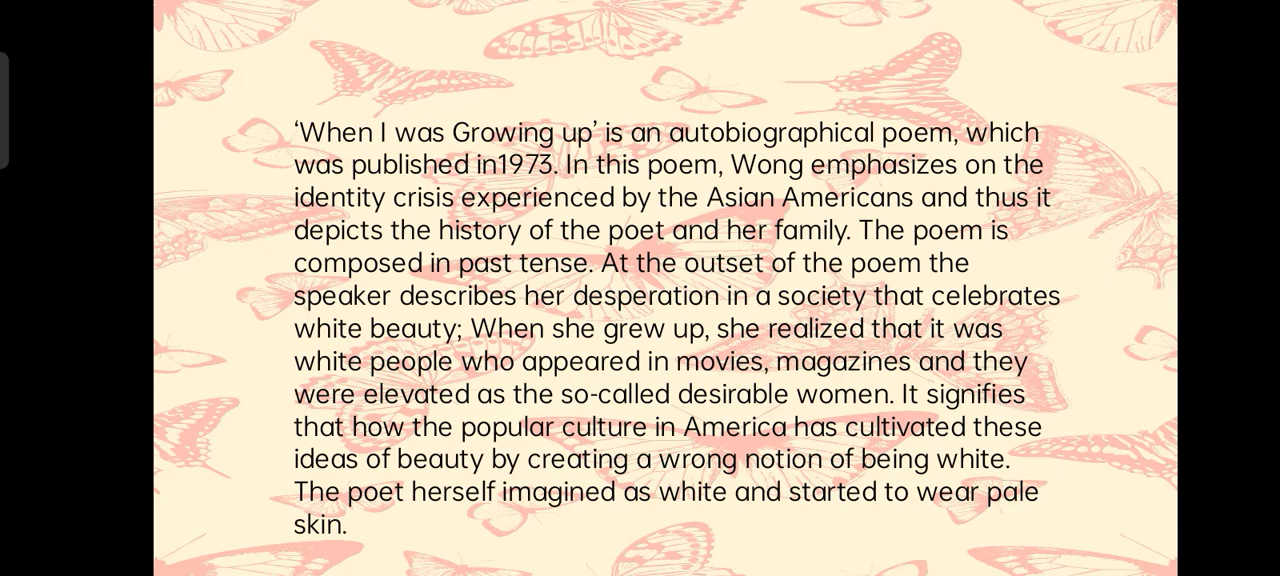 ‘When I was Growing up’ is an autobiographical poem, which
was published in1973. In this poem, Wong emphasizes on the
identity crisis experienced by the Asian Americans and thus it
depicts the history of the poet and her family. The poem is
composed in past tense. At the outset of the poem the
speaker describes her desperation in a society that celebrates
white beauty; When she grew up, she realized that it was
white people who appeared in movies, magazines and they
were elevated as the so-called desirable women. It signifies
that how the popular culture in America has cultivated these
ideas of beauty by creating a wrong notion of being white.
The poet herself imagined as white and started to wear pale
skin.